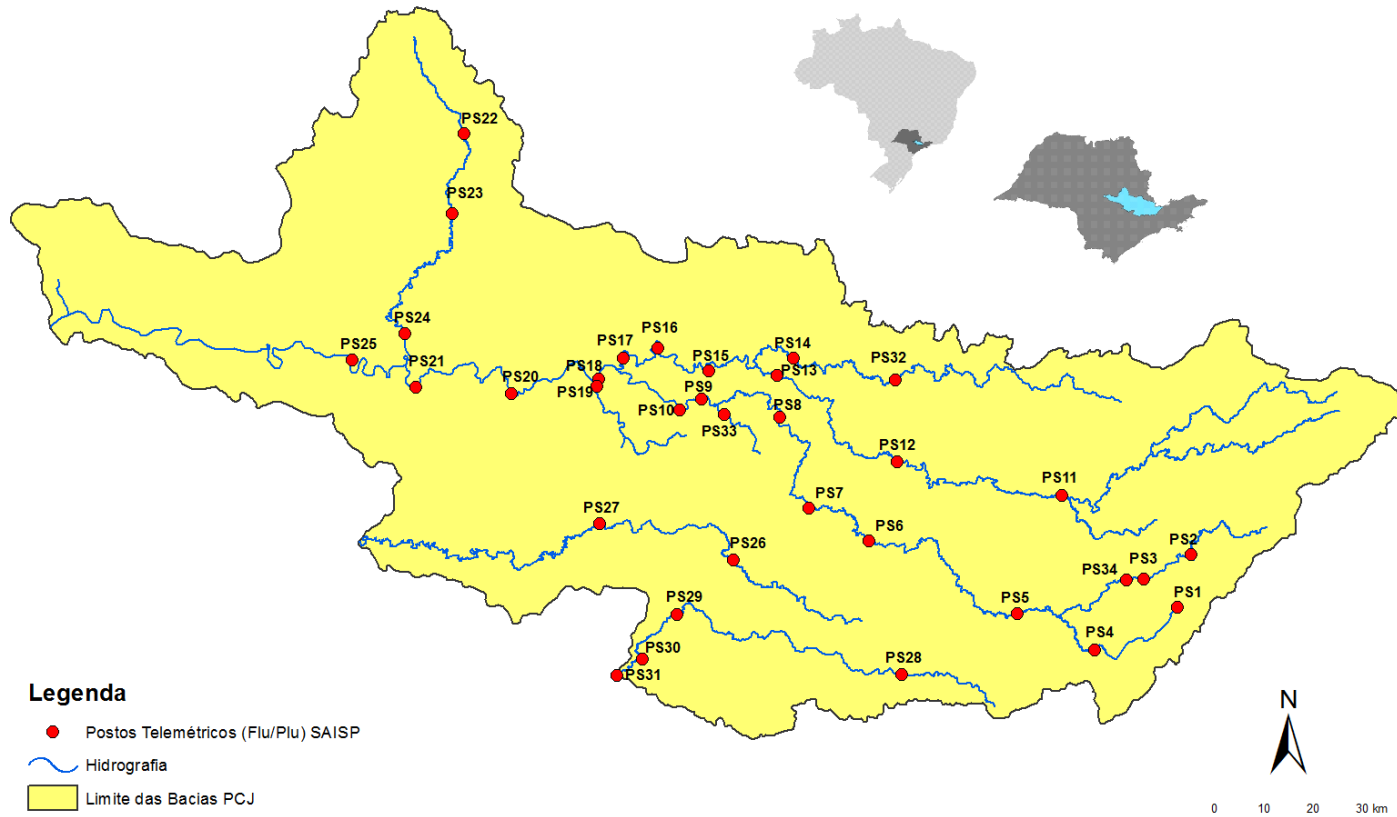 PS22
PS23
PS24
PS25
PS21
PS20
PS17
PS16
PS18
PS19
PS15
PS14
PS13
PS32
PS9
PS10
PS33
PS8
PS12
PS11
PS7
PS6
PS27
PS26
PS2
PS3
PS34
PS1
PS5
PS4
PS29
PS30
PS31
PS28
Legenda
Postos Telemétricos (Flu/Plu) SAISP
Hidrografia
Limite das Bacias PCJ
N
0 10 20 30 km